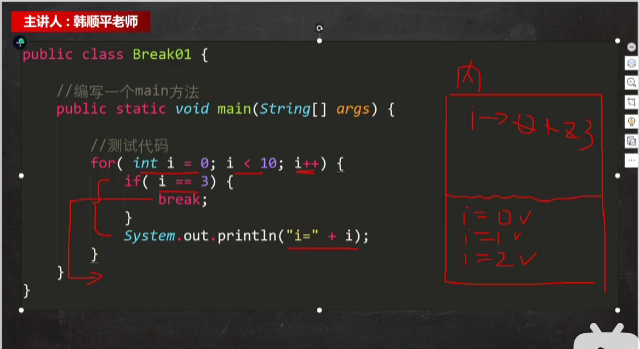 主讲人:韩顺平老师
public class Break01 {
//编写一个main方法
public static void main(String[] args) {
//测试代码
for( int i = 0; i < 10; i++) {
if( i == 3) {
break;
}
System.out.println("i=" + i);
}
}
}
内
i→
i=0√
i=1√
i=2√